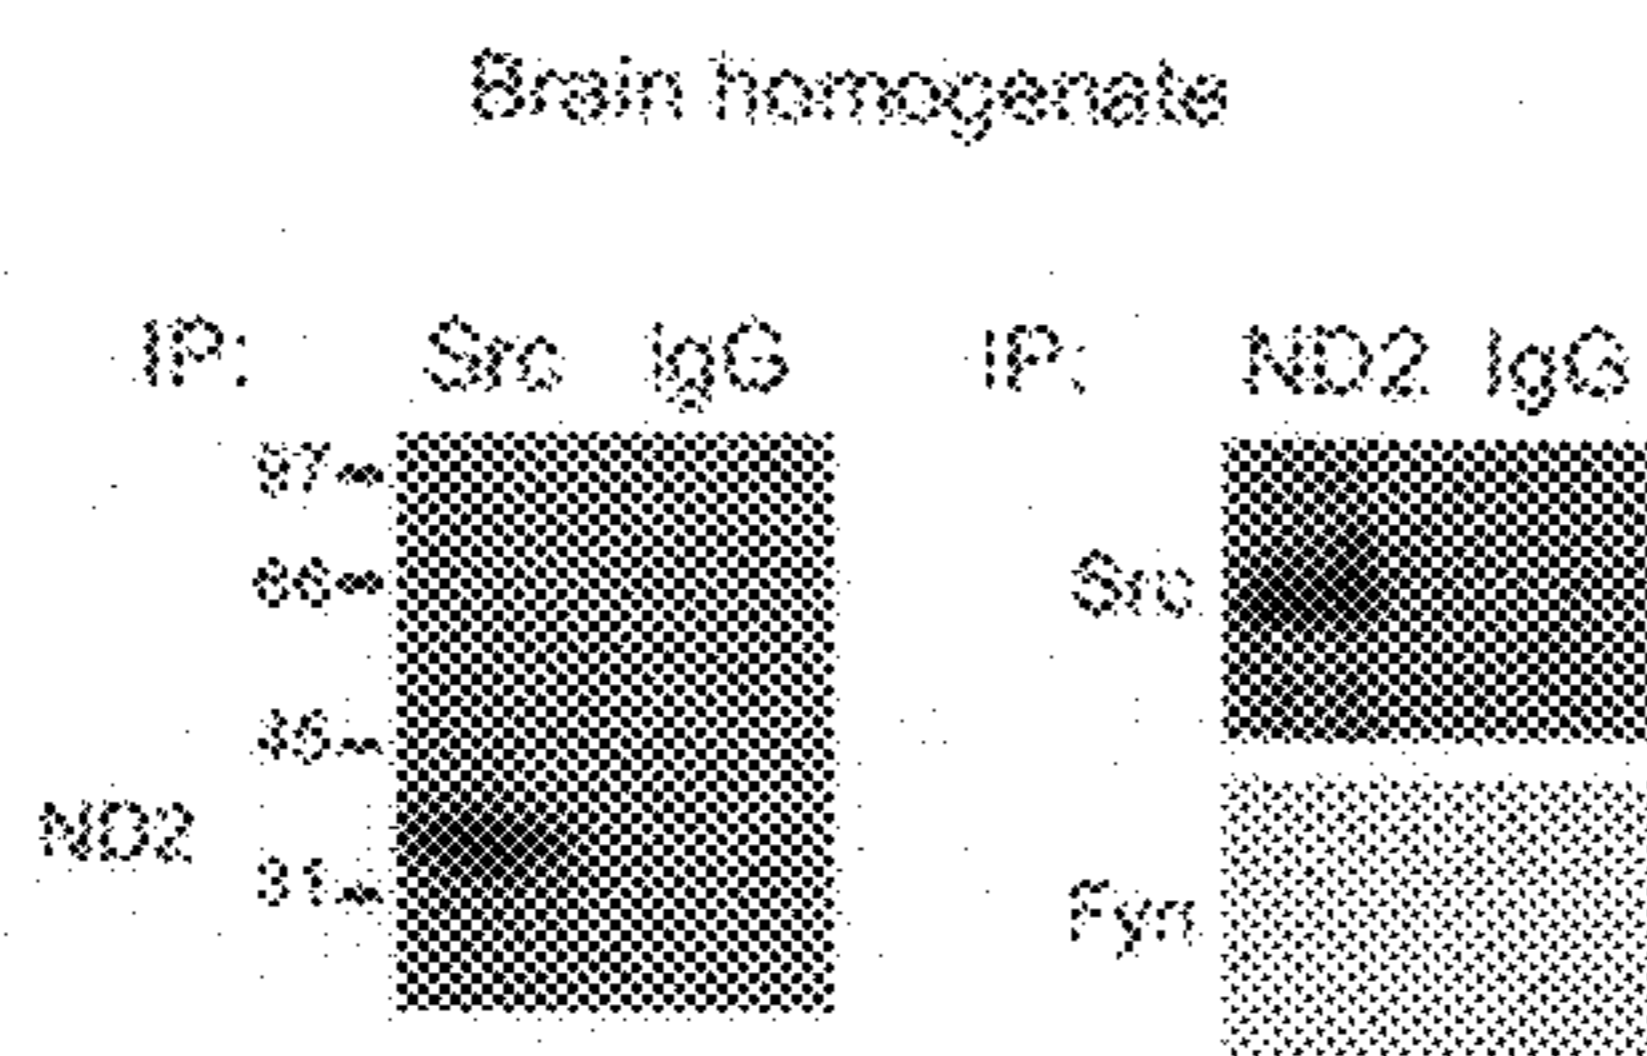 Brain homogenate
IP: Src IgG
97
66
45
ND2
31
IP: ND2 IgG
Src
Fyn